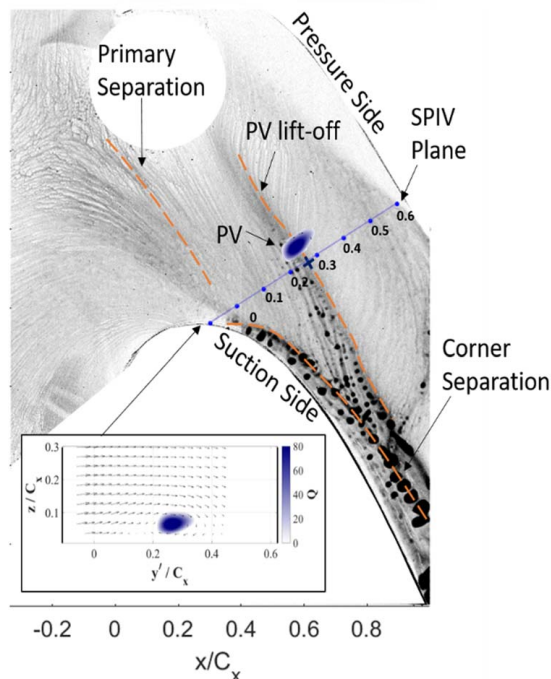 Pressure Side
Primary
Separation
PV lift-off
SPIV
Plane
PV
0.6
0.5
0.4
0.3
0.2
0.1
0
Suction Side
Corner
Separation
0.3
0.2
0.1
z / Cx
0 0.2 0.4 0.6
y' / Cx
80
60
40
20
0
Q
-0.2 0 0.2 0.4 0.6 0.8
x/Cx